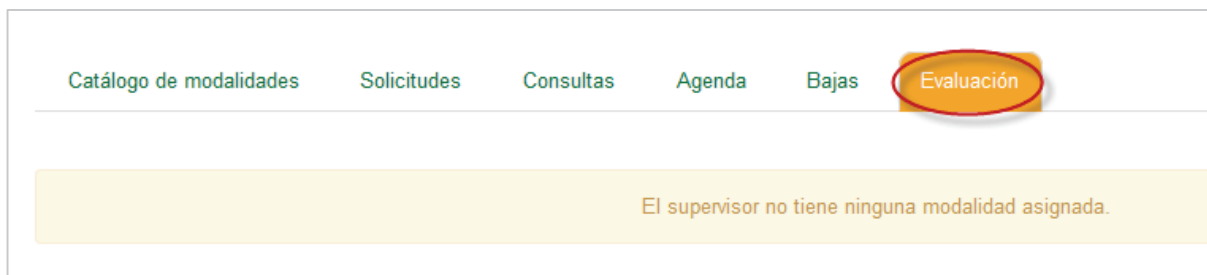 Catálogo de modalidades Solicitudes Consultas Agenda Bajas Evaluación
El supervisor no tiene ninguna modalidad asignada.